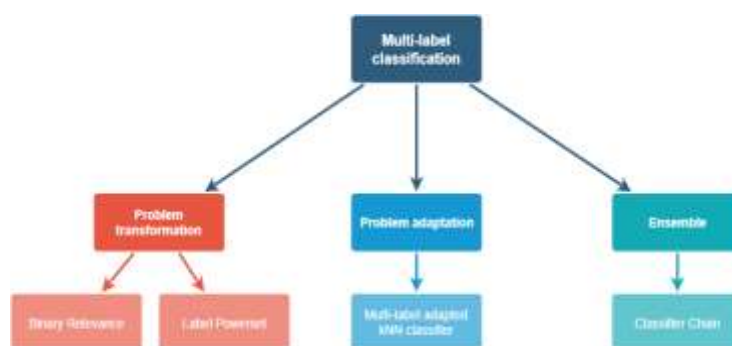 Multi-label
classification
Problem
transformation
Problem adaptation
Ensemble
Binary Relevance
Label Powerset
Multi-label adapted
kNN classifier
Classifier Chain